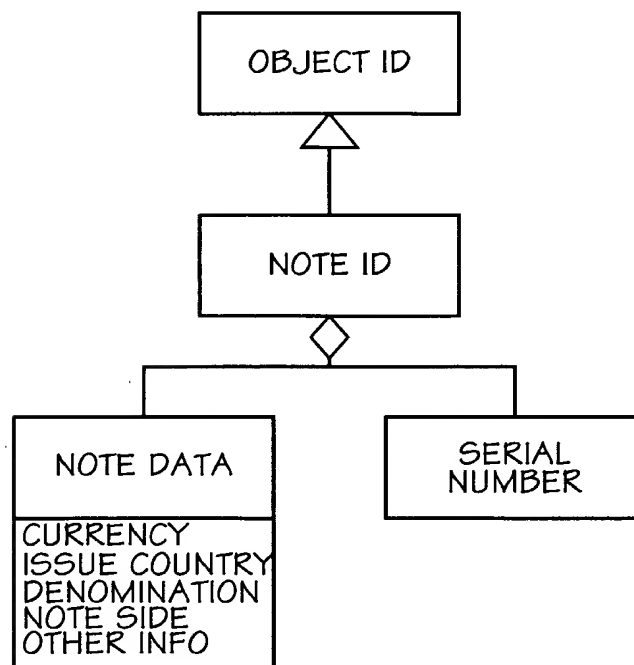 OBJECT ID
NOTE ID
NOTE DATA
CURRENCY
ISSUE COUNTRY
DENOMINATION
NOTE SIDE
OTHER INFO
SERIAL
NUMBER